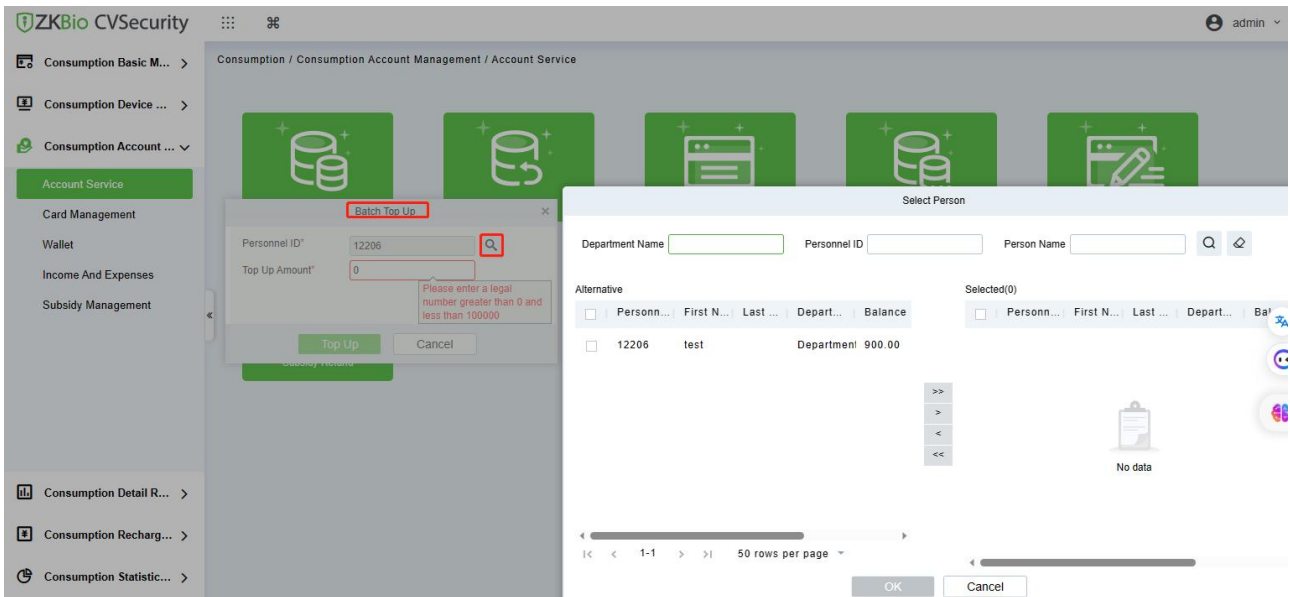 ZKBio CVSecurity
admin
Consumption Basic M...
Consumption Device ...
Consumption Account ...
Account Service
Card Management
Wallet
Income And Expenses
Subsidy Management
Consumption Detail R...
Consumption Recharg...
Consumption Statistic...
Consumption / Consumption Account Management / Account Service
Batch Top Up
Personnel ID*
12206
Top Up Amount*
0
Please enter a legal
number greater than 0 and
less than 100000
Top Up
Cancel
Subsidy Refund
Select Person
Department Name
Personnel ID
Person Name
Alternative
Personn... First N... Last ... Depart... Balance
12206 test Department 900.00
>>
>
<
<<
Selected(0)
Personn... First N... Last ... Depart... Bal
No data
1-1
50 rows per page
OK
Cancel